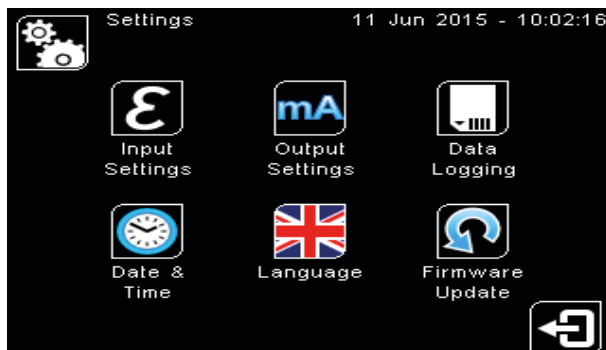 Settings 11 Jun 2015 - 10:02:16
ε mA
Input Output Data
Settings Settings Logging
Date & Language Firmware
Time Update